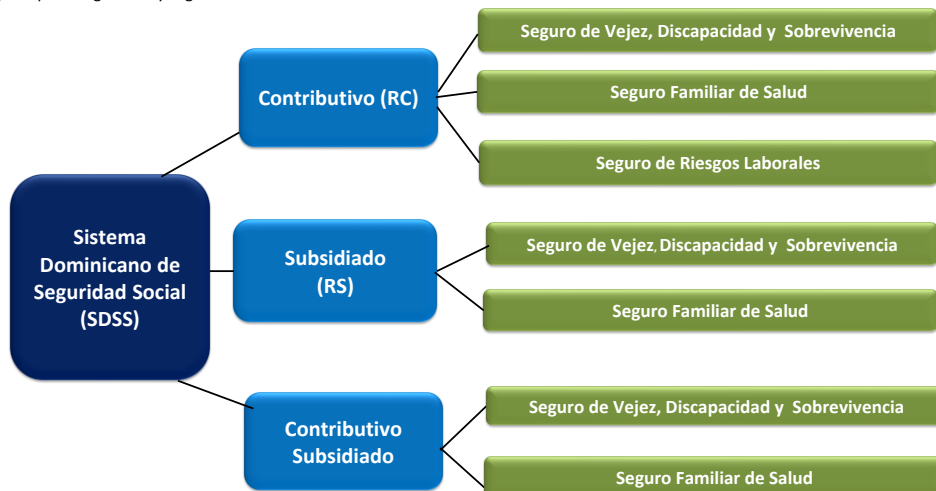 Seguro de Vejez, Discapacidad y Sobrevivencia
Contributivo (RC)
Seguro Familiar de Salud
Seguro de Riesgos Laborales
Sistema
Dominicano de
Seguridad Social
(SDSS)
Subsidiado
(RS)
Seguro de Vejez, Discapacidad y Sobrevivencia
Seguro Familiar de Salud
Contributivo
Subsidiado
Seguro de Vejez, Discapacidad y Sobrevivencia
Seguro Familiar de Salud